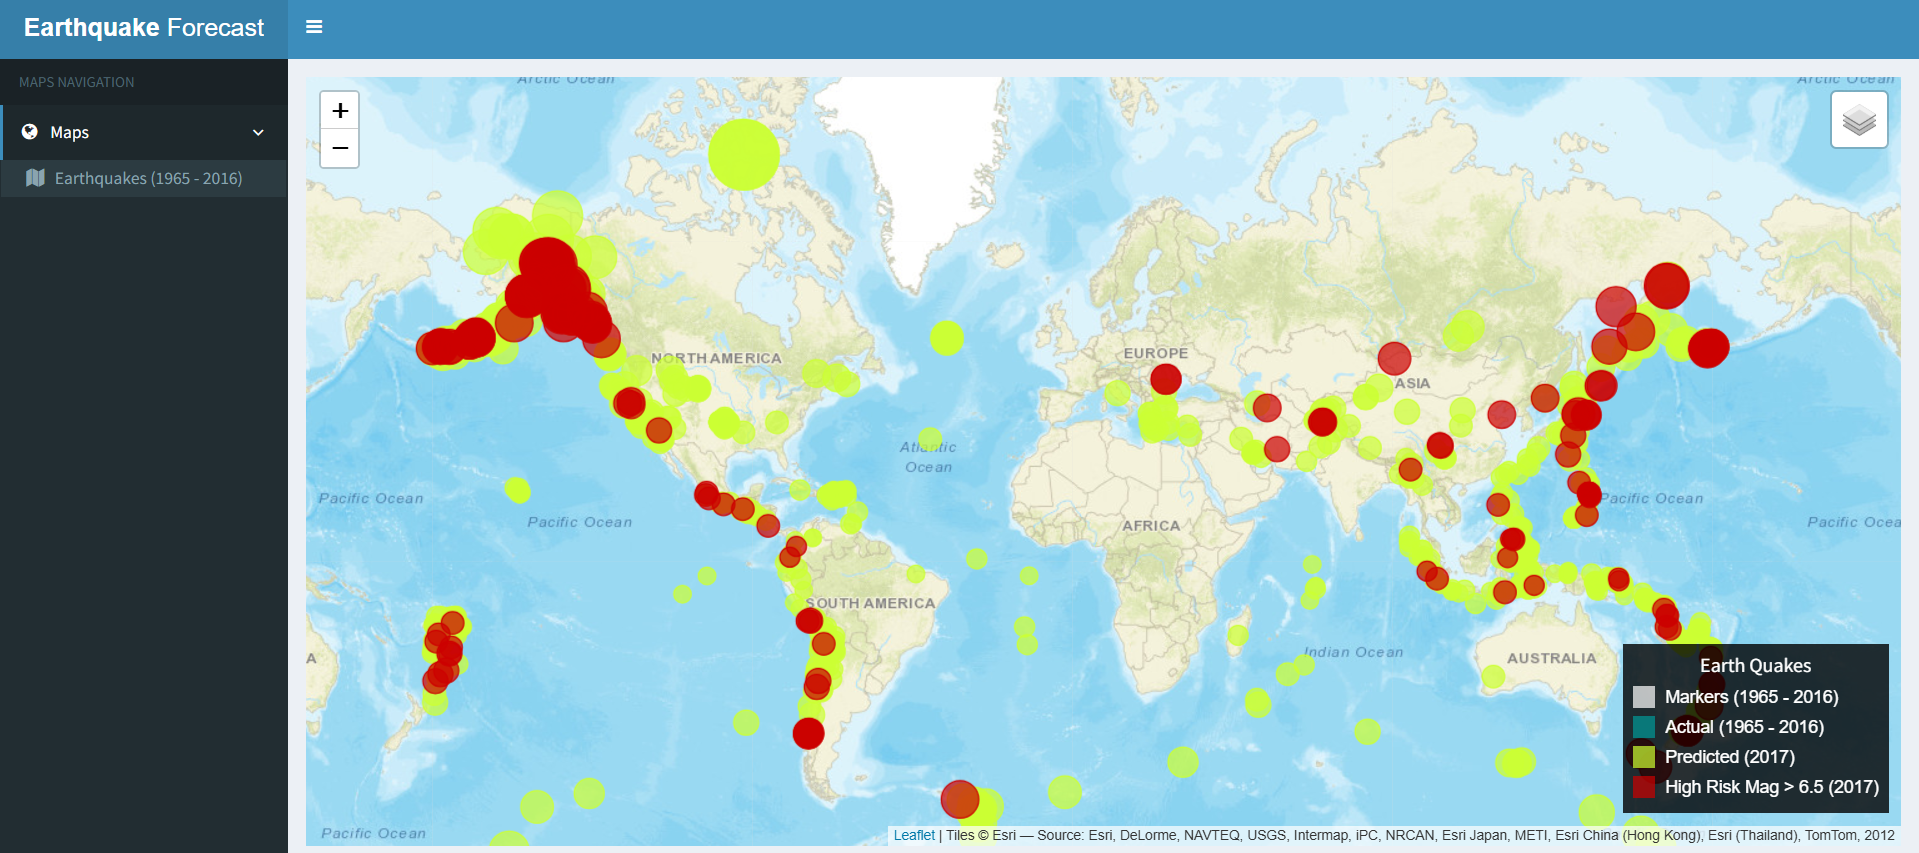 Earthquake Forecast
MAPS NAVIGATION
Maps
Earthquakes (1965 - 2016)
+
−
Arctic Ocean
Arctic Ocean
NORTH AMERICA
EUROPE
ASIA
Atlantic
Ocean
Pacific Ocean
Pacific Ocean
Pacific Ocean
Pacific Ocea
AFRICA
SOUTH AMERICA
Indian Ocean
A
AUSTRALIA
Pacific Ocean
Earth Quakes
Markers (1965 - 2016)
Actual (1965 - 2016)
Predicted (2017)
High Risk Mag > 6.5 (2017)
Leaflet | Tiles © Esri — Source: Esri, DeLorme, NAVTEQ, USGS, Intermap, iPC, NRCAN, Esri Japan, METI, Esri China (Hong Kong), Esri (Thailand), TomTom, 2012